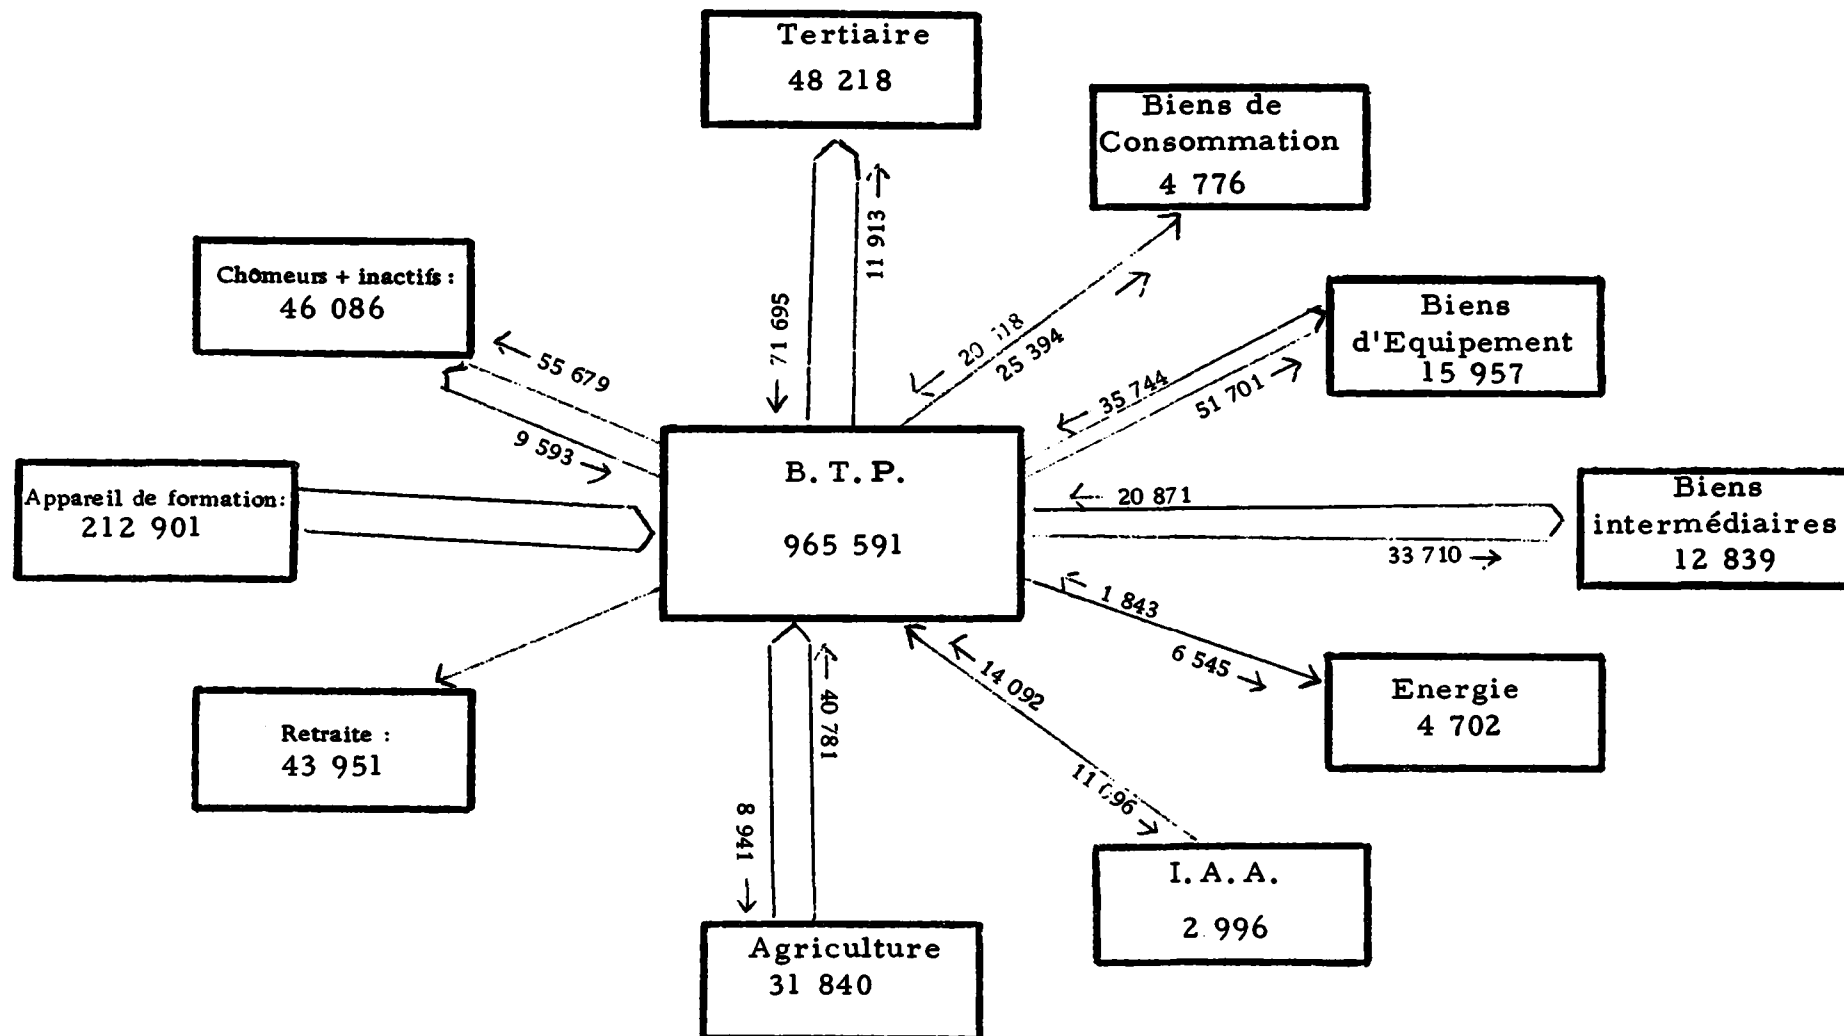 Tertiaire
48 218
Biens de
Consommation
4 776
11 913
71 695
Chômeurs + inactifs :
46 086
55 679
9 593
25 394
Biens
d'Equipement
15 957
35 744
51 701
Appareil de formation:
212 901
B. T. P.
965 591
20 871
33 710
Biens
intermédiaires
12 839
1 843
6 545
Energie
4 702
Retraite :
43 951
14 092
40 781
8 941
I. A. A.
2 996
Agriculture
31 840